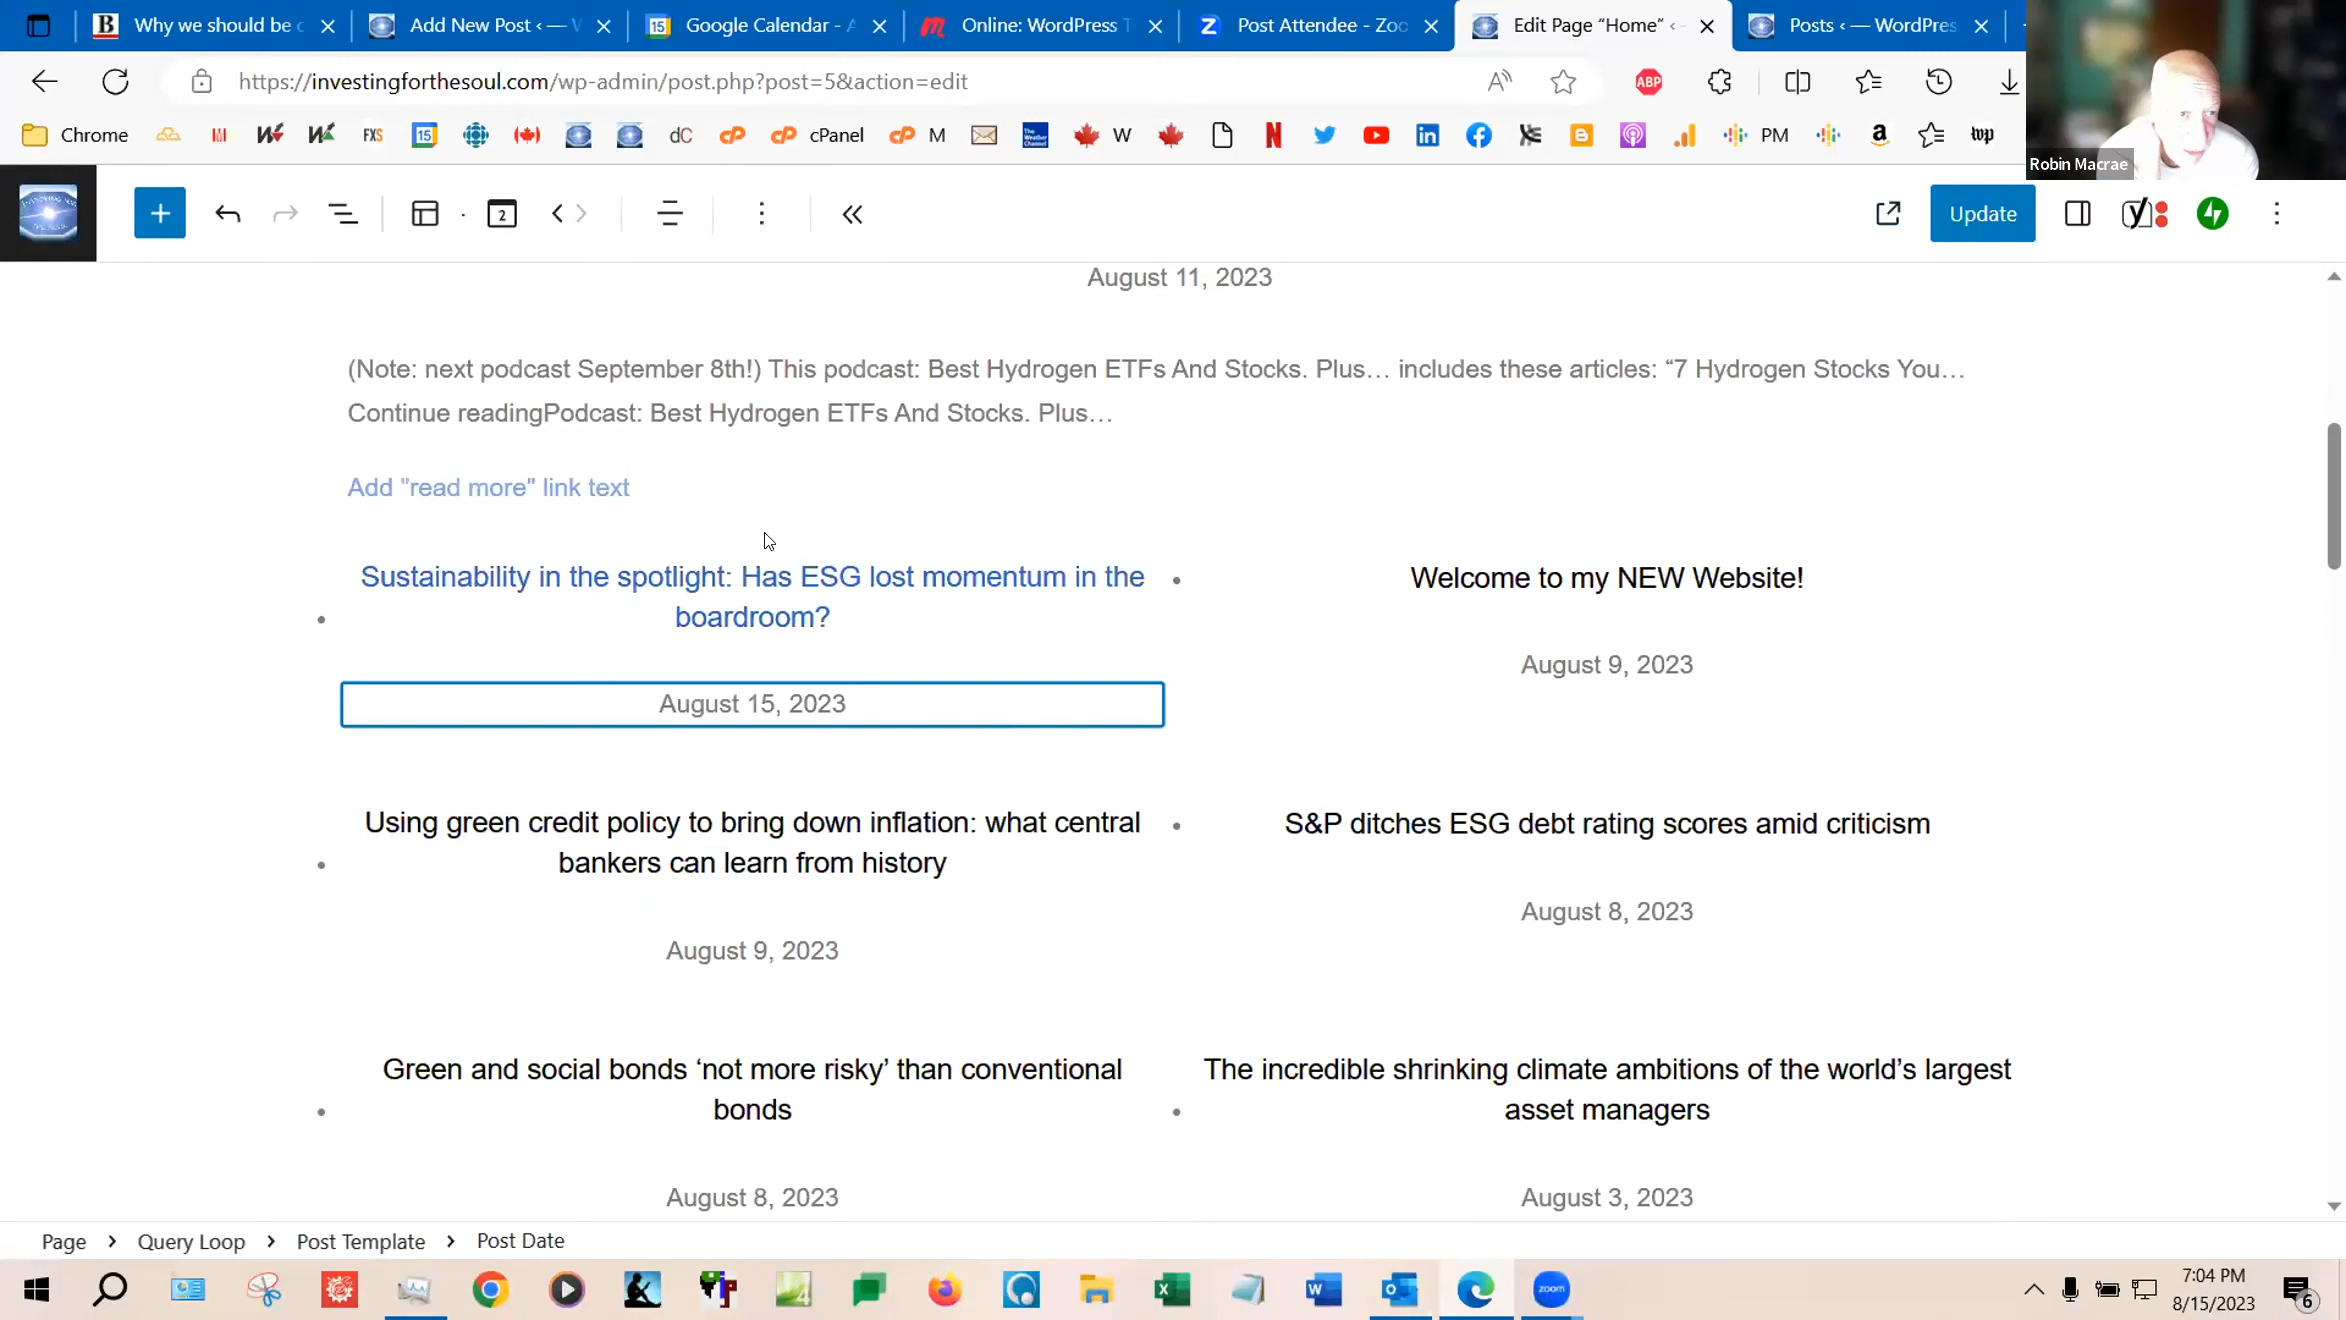 Why we should be c
Add New Post ‹ — W
Google Calendar - A
Online: WordPress T
Post Attendee - Zoo
Edit Page “Home” ‹ -
Posts ‹ — WordPres
https://investingforthesoul.com/wp-admin/post.php?post=5&action=edit
ABP
Chrome
FXS
15
dC
cPanel
M
W
PM
wp
Robin Macrae
2
Update
August 11, 2023
(Note: next podcast September 8th!) This podcast: Best Hydrogen ETFs And Stocks. Plus… includes these articles: “7 Hydrogen Stocks You…
Continue readingPodcast: Best Hydrogen ETFs And Stocks. Plus…
Add "read more" link text
Sustainability in the spotlight: Has ESG lost momentum in the
boardroom?
August 15, 2023
Welcome to my NEW Website!
August 9, 2023
Using green credit policy to bring down inflation: what central
bankers can learn from history
August 9, 2023
S&P ditches ESG debt rating scores amid criticism
August 8, 2023
Green and social bonds ‘not more risky’ than conventional
bonds
August 8, 2023
The incredible shrinking climate ambitions of the world’s largest
asset managers
August 3, 2023
Page › Query Loop › Post Template › Post Date
zoom
7:04 PM
8/15/2023
6